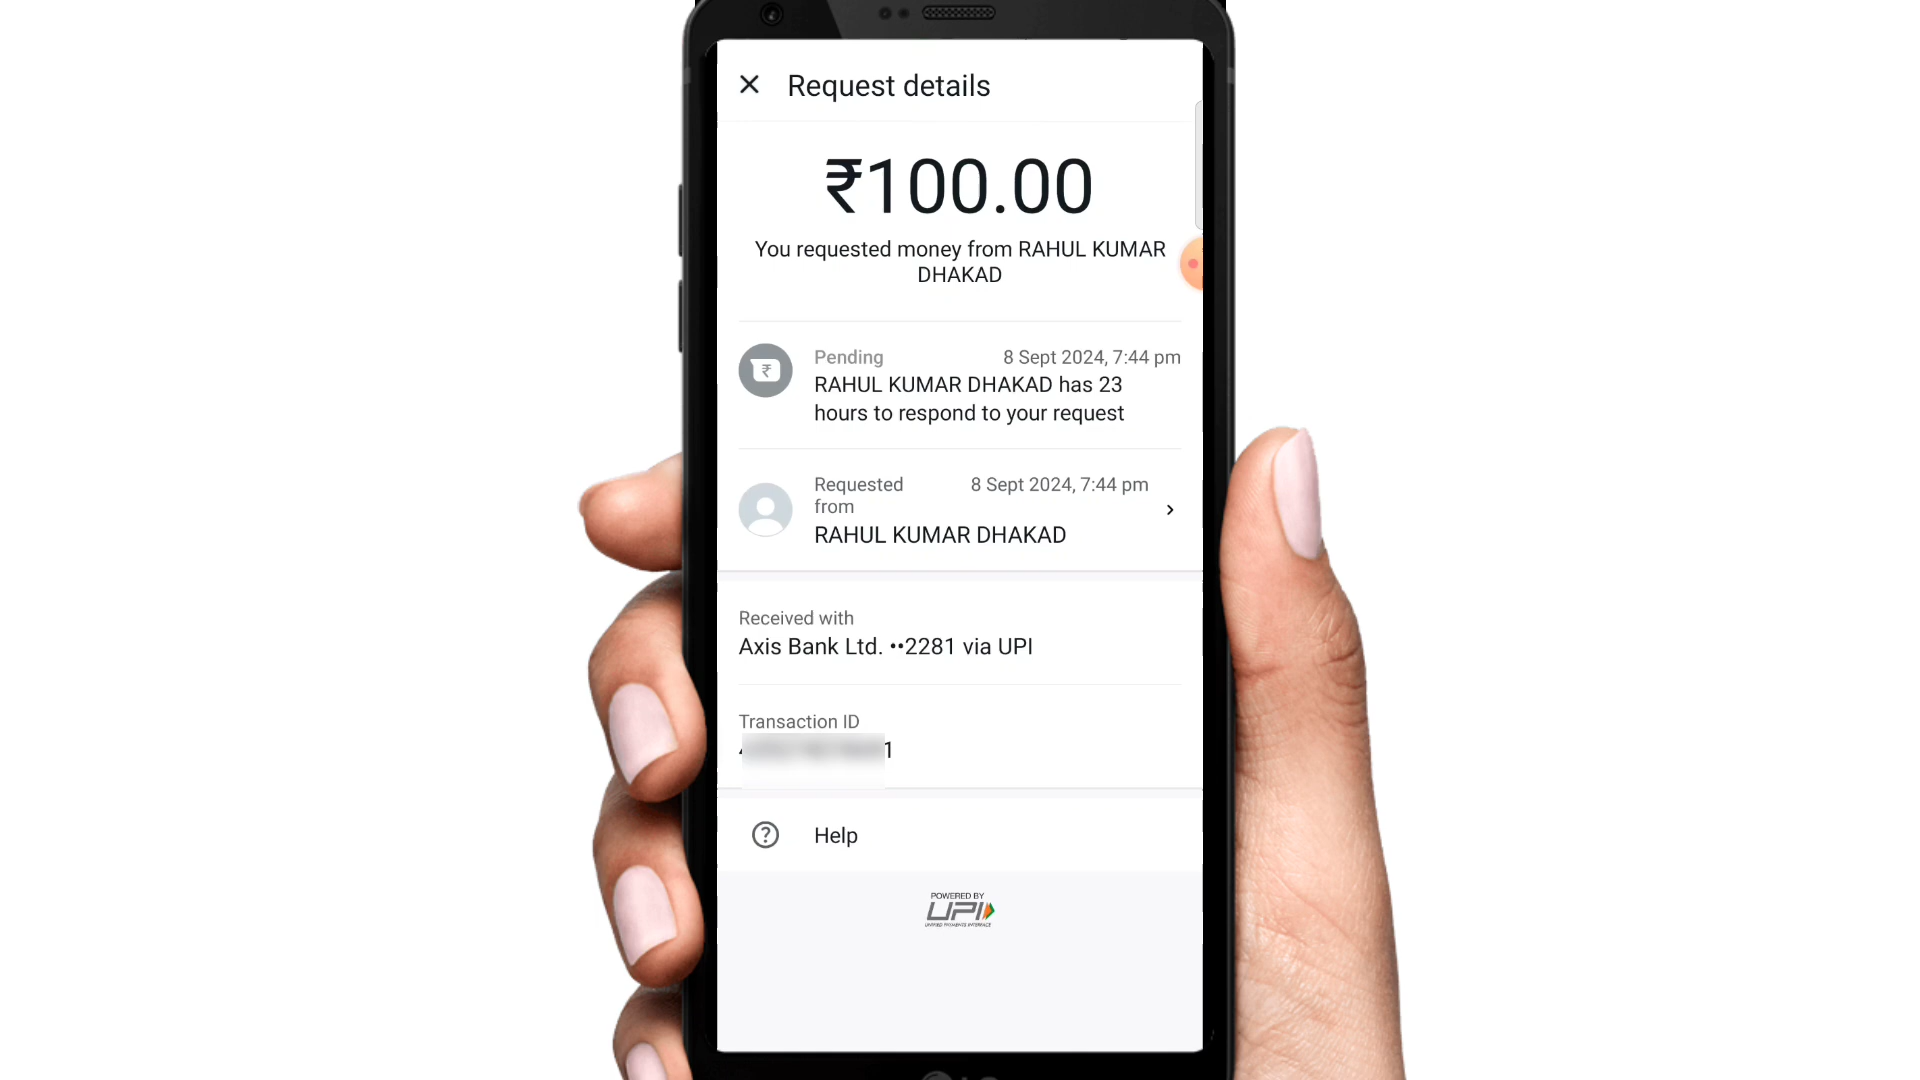 Request details
₹100.00
You requested money from RAHUL KUMAR
DHAKAD
Pending 8 Sept 2024, 7:44 pm
RAHUL KUMAR DHAKAD has 23
hours to respond to your request
Requested 8 Sept 2024, 7:44 pm
from
RAHUL KUMAR DHAKAD
Received with
Axis Bank Ltd. ••2281 via UPI
Transaction ID
Help
POWERED BY
UPI
UNIFIED PAYMENTS INTERFACE